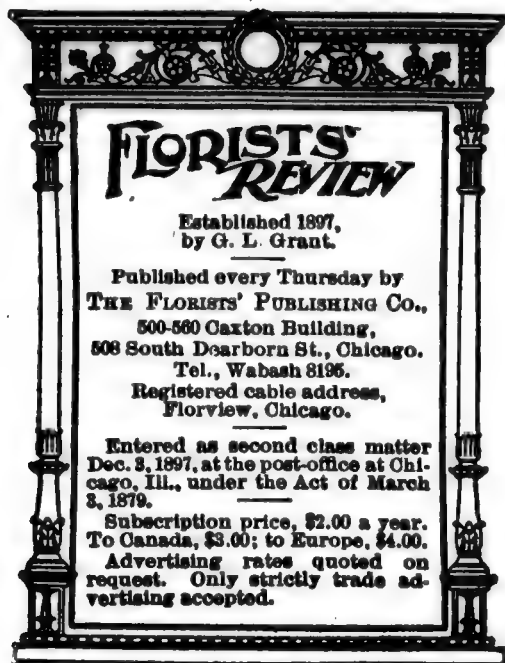 FLORISTS'
REVIEW
Established 1897,
by G. L. Grant.
Published every Thursday by
THE FLORISTS' PUBLISHING CO.,
500-560 Caxton Building,
508 South Dearborn St., Chicago.
Tel., Wabash 8195.
Registered cable address,
Florview, Chicago.
Entered as second class matter
Dec. 3, 1897, at the post-office at Chi-
cago, Ill., under the Act of March
3, 1879.
Subscription price, $2.00 a year.
To Canada, $3.00; to Europe, $4.00.
Advertising rates quoted on
request. Only strictly trade ad-
vertising accepted.